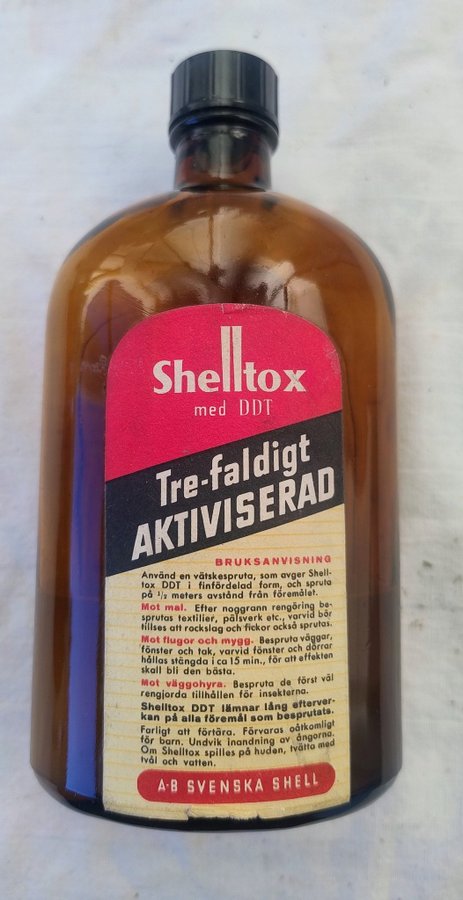 Shelltox
med DDT
Tre-faldigt
AKTIVISERAD
BRUKSANVISNING
Använd en vätskespruta, som avger Shell-
tox DDT i finfördelad form, och spruta
på ½ meters avstånd från föremålet.
Mot mal. Efter noggrann rengöring be-
sprutas textilier, pälsverk etc., varvid bör
tillses att rockslag och fickor också sprutas.
Mot flugor och mygg. Bespruta väggar,
fönster och tak, varvid fönster och dörrar
hållas stängda i ca 15 min., för att effekten
skall bli den bästa.
Mot väggohyra. Bespruta de först väl
rengjorda tillhållen för insekterna.
Shelltox DDT lämnar lång efterver-
kan på alla föremål som besprutats.
Farligt att förtära. Förvaras oåtkomligt
för barn. Undvik inandning av ångorna.
Om Shelltox spilles på huden, tvätta med
tvål och vatten.
A-B SVENSKA SHELL